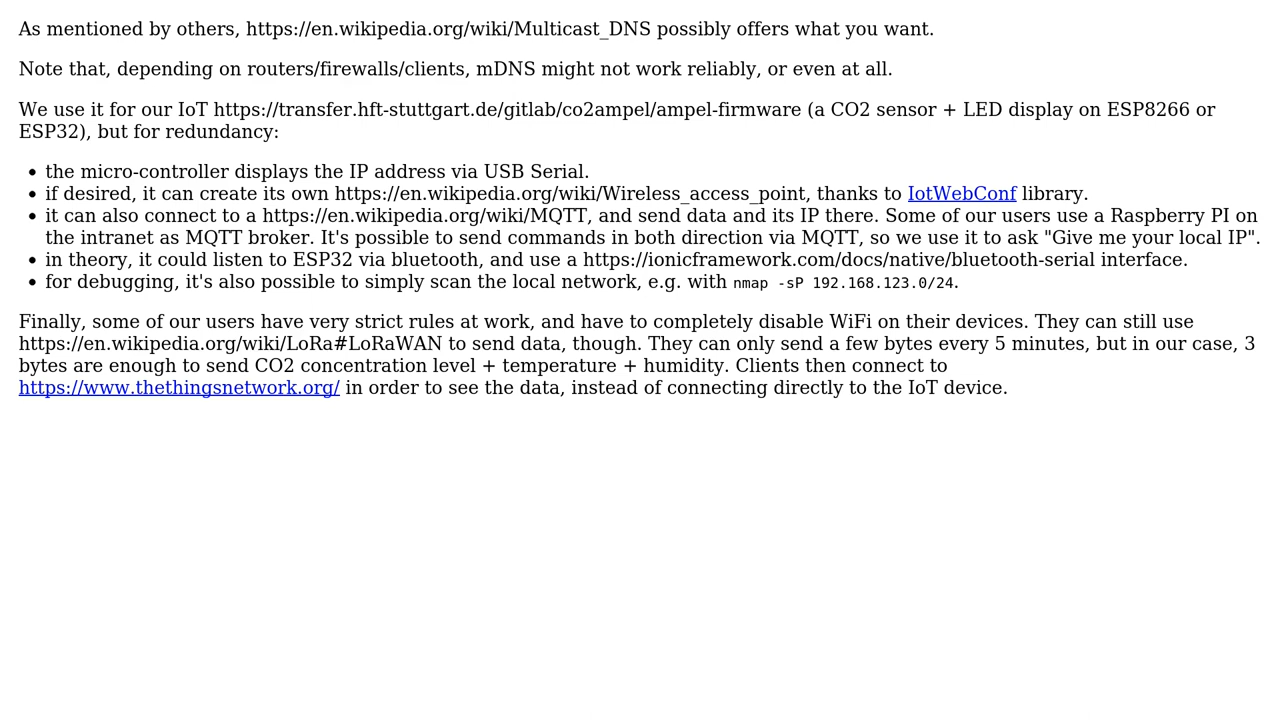 As mentioned by others, https://en.wikipedia.org/wiki/Multicast_DNS possibly offers what you want.
Note that, depending on routers/firewalls/clients, mDNS might not work reliably, or even at all.
We use it for our IoT https://transfer.hft-stuttgart.de/gitlab/co2ampel/ampel-firmware (a CO2 sensor + LED display on ESP8266 or
ESP32), but for redundancy:
• the micro-controller displays the IP address via USB Serial.
• if desired, it can create its own https://en.wikipedia.org/wiki/Wireless_access_point, thanks to IotWebConf library.
• it can also connect to a https://en.wikipedia.org/wiki/MQTT, and send data and its IP there. Some of our users use a Raspberry PI on
the intranet as MQTT broker. It's possible to send commands in both direction via MQTT, so we use it to ask "Give me your local IP".
• in theory, it could listen to ESP32 via bluetooth, and use a https://ionicframework.com/docs/native/bluetooth-serial interface.
• for debugging, it's also possible to simply scan the local network, e.g. with nmap -sP 192.168.123.0/24.
Finally, some of our users have very strict rules at work, and have to completely disable WiFi on their devices. They can still use
https://en.wikipedia.org/wiki/LoRa#LoRaWAN to send data, though. They can only send a few bytes every 5 minutes, but in our case, 3
bytes are enough to send CO2 concentration level + temperature + humidity. Clients then connect to
https://www.thethingsnetwork.org/ in order to see the data, instead of connecting directly to the IoT device.